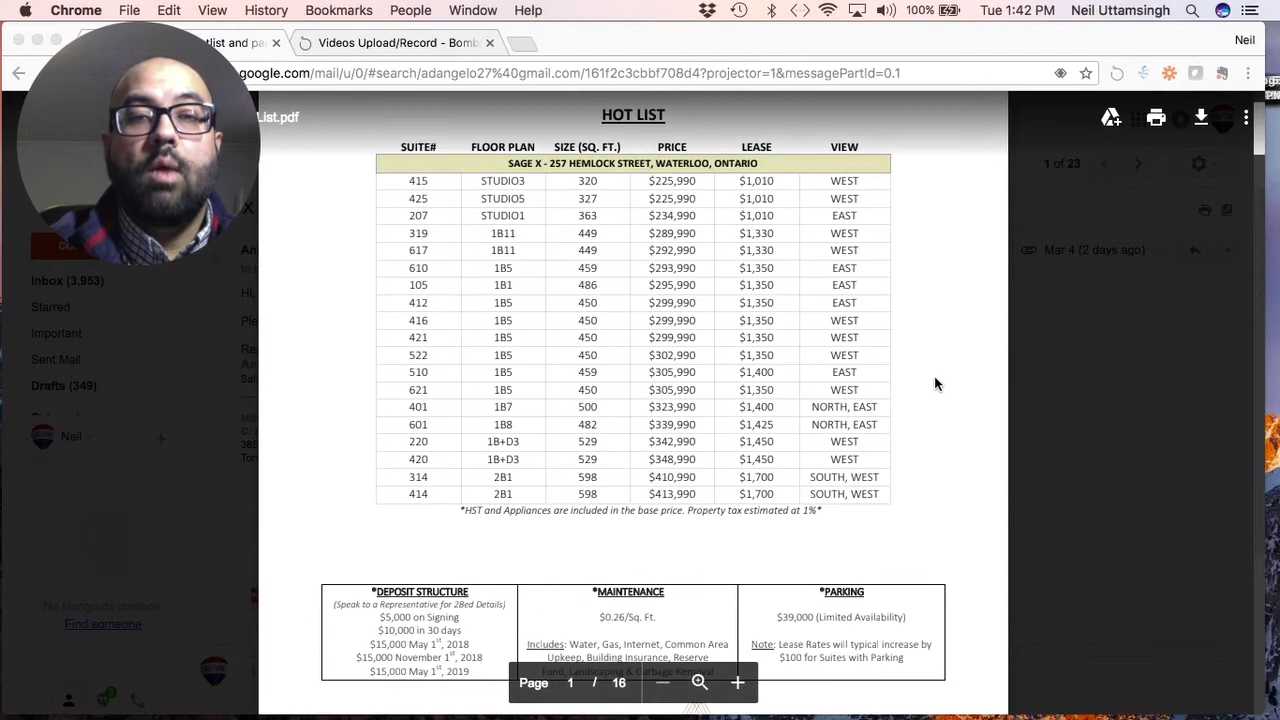 Chrome File Edit View History Bookmarks People Window Help 100% Tue 1:42 PM Neil Uttamsingh
tlist and pa × Videos Upload/Record - Bomb × Neil
google.com/mail/u/0/#search/adangee27%40gmail.com/161f2c3cbbf708d4?projector=1&messagePartId=0.1
List.pdf
HOT LIST
SUITE# FLOOR PLAN SIZE (SQ. FT.) PRICE LEASE VIEW
SAGE X - 257 HEMLOCK STREET, WATERLOO, ONTARIO
415 STUDIO3 320 $225,990 $1,010 WEST
425 STUDIO5 327 $225,990 $1,010 WEST
207 STUDIO1 363 $234,990 $1,010 EAST
319 1B11 449 $289,990 $1,330 WEST
617 1B11 449 $292,990 $1,330 WEST
610 1B5 459 $293,990 $1,350 EAST
105 1B1 486 $295,990 $1,350 EAST
412 1B5 450 $299,990 $1,350 EAST
416 1B5 450 $299,990 $1,350 WEST
421 1B5 450 $299,990 $1,350 WEST
522 1B5 450 $302,990 $1,350 WEST
510 1B5 459 $305,990 $1,400 EAST
621 1B5 450 $305,990 $1,350 WEST
401 1B7 500 $323,990 $1,400 NORTH, EAST
601 1B8 482 $339,990 $1,425 NORTH, EAST
220 1B+D3 529 $342,990 $1,450 WEST
420 1B+D3 529 $348,990 $1,450 WEST
314 2B1 598 $410,990 $1,700 SOUTH, WEST
414 2B1 598 $413,990 $1,700 SOUTH, WEST
*HST and Appliances are included in the base price. Property tax estimated at 1%*
*DEPOSIT STRUCTURE
(Speak to a Representative for 2Bed Details)
$5,000 on Signing
$10,000 in 30 days
$15,000 May 1st, 2018
$15,000 November 1st, 2018
$15,000 May 1st, 2019
*MAINTENANCE
$0.26/Sq. Ft.
Includes: Water, Gas, Internet, Common Area
Upkeep, Building Insurance, Reserve
Fund, Landscaping & Garbage Removal
*PARKING
$39,000 (Limited Availability)
Note: Lease Rates will typical increase by
$100 for Suites with Parking
Page 1 / 16
1 of 23
Mar 4 (2 days ago)
Inbox (3,953)
Starred
Important
Sent Mail
Drafts (349)
Neil
No Hangouts contacts
Find someone